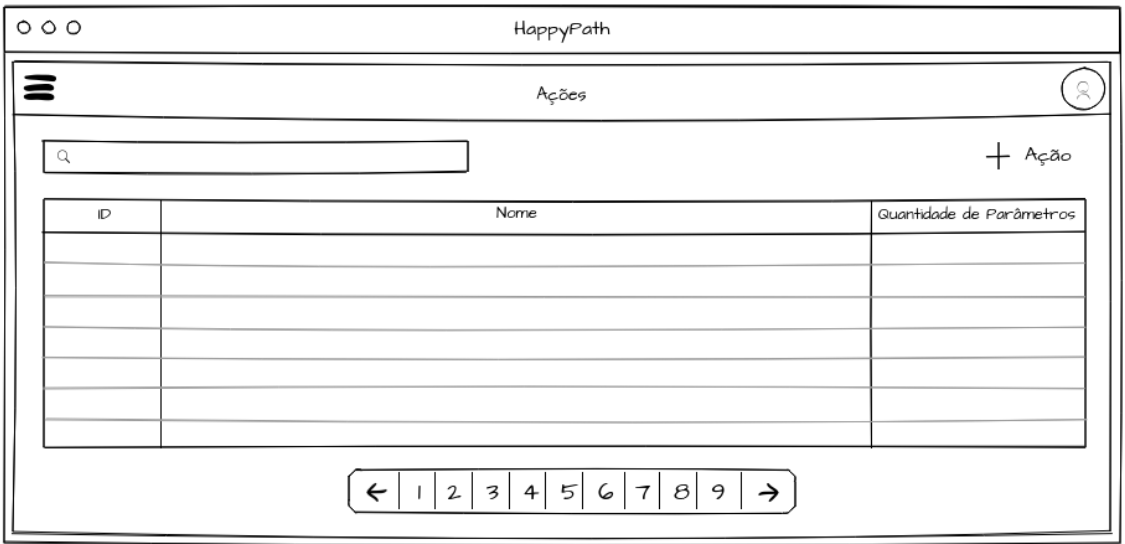 HappyPath
Ações
+ Ação
ID Nome Quantidade de Parâmetros
← 1 2 3 4 5 6 7 8 9 →